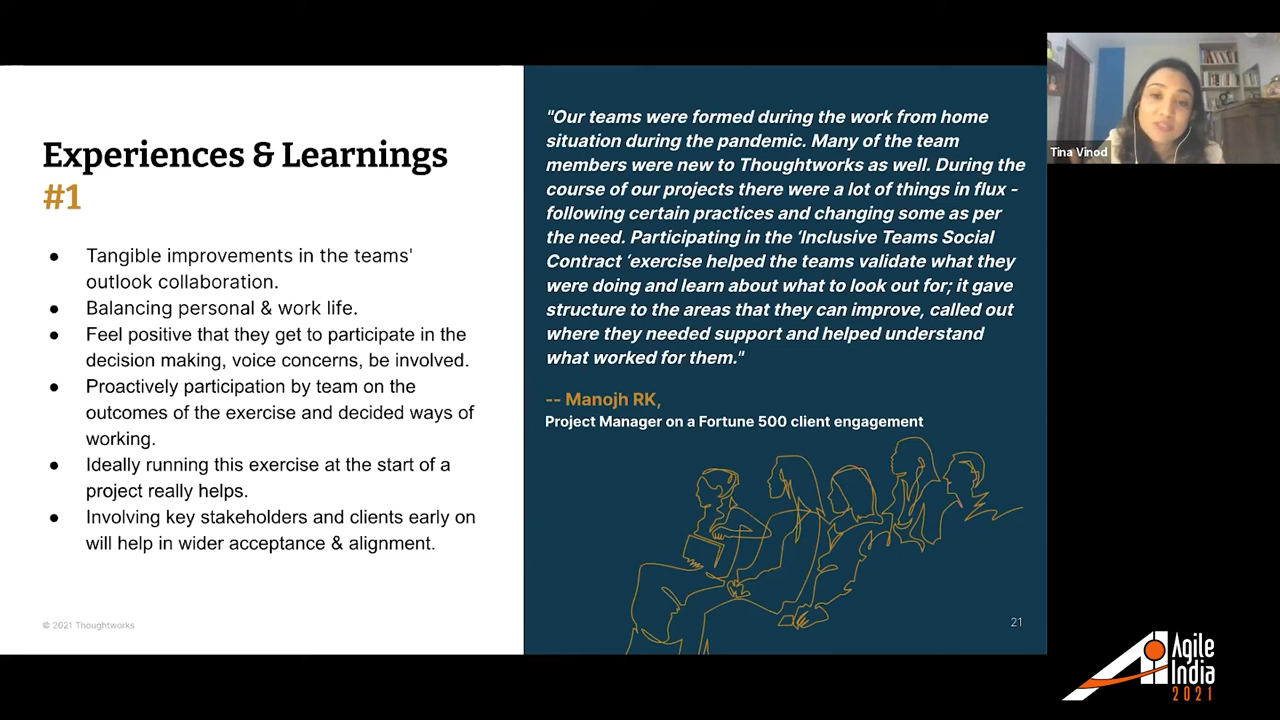 Experiences & Learnings
#1
● Tangible improvements in the teams'
outlook collaboration.
● Balancing personal & work life.
● Feel positive that they get to participate in the
decision making, voice concerns, be involved.
● Proactively participation by team on the
outcomes of the exercise and decided ways of
working.
● Ideally running this exercise at the start of a
project really helps.
● Involving key stakeholders and clients early on
will help in wider acceptance & alignment.
© 2021 Thoughtworks
"Our teams were formed during the work from home
situation during the pandemic. Many of the team
members were new to Thoughtworks as well. During the
course of our projects there were a lot of things in flux -
following certain practices and changing some as per
the need. Participating in the ‘Inclusive Teams Social
Contract ‘exercise helped the teams validate what they
were doing and learn about what to look out for; it gave
structure to the areas that they can improve, called out
where they needed support and helped understand
what worked for them."
-- Manojh RK,
Project Manager on a Fortune 500 client engagement
21
Tina Vinod
Agile
India
2021